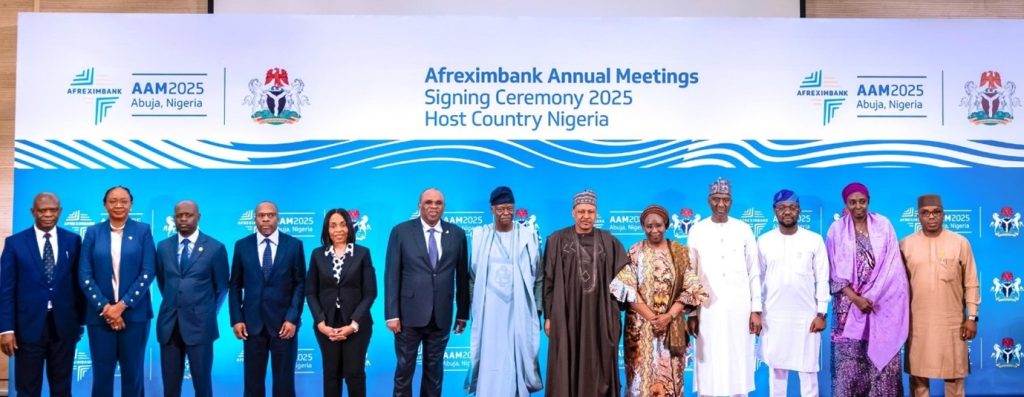 AFREXIMBANK
AAM2025
Abuja, Nigeria
Afreximbank Annual Meetings
Signing Ceremony 2025
Host Country Nigeria
AFREXIMBANK
AAM2025
Abuja, Nigeria